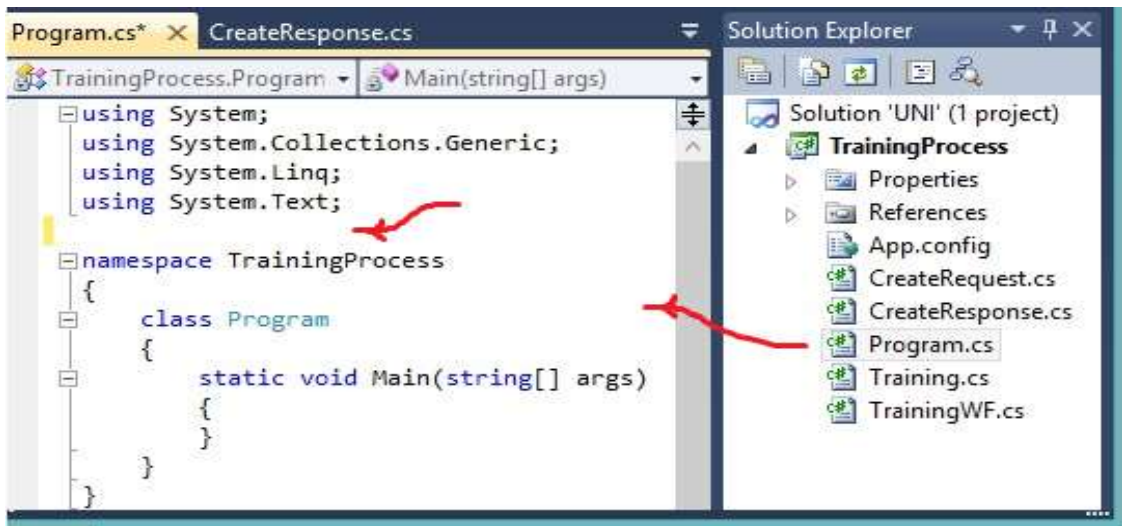 Program.cs* CreateResponse.cs
TrainingProcess.Program Main(string[] args)
using System;
using System.Collections.Generic;
using System.Linq;
using System.Text;
namespace TrainingProcess
{
class Program
{
static void Main(string[] args)
{
}
}
}
Solution Explorer
Solution 'UNI' (1 project)
TrainingProcess
Properties
References
App.config
CreateRequest.cs
CreateResponse.cs
Program.cs
Training.cs
TrainingWF.cs